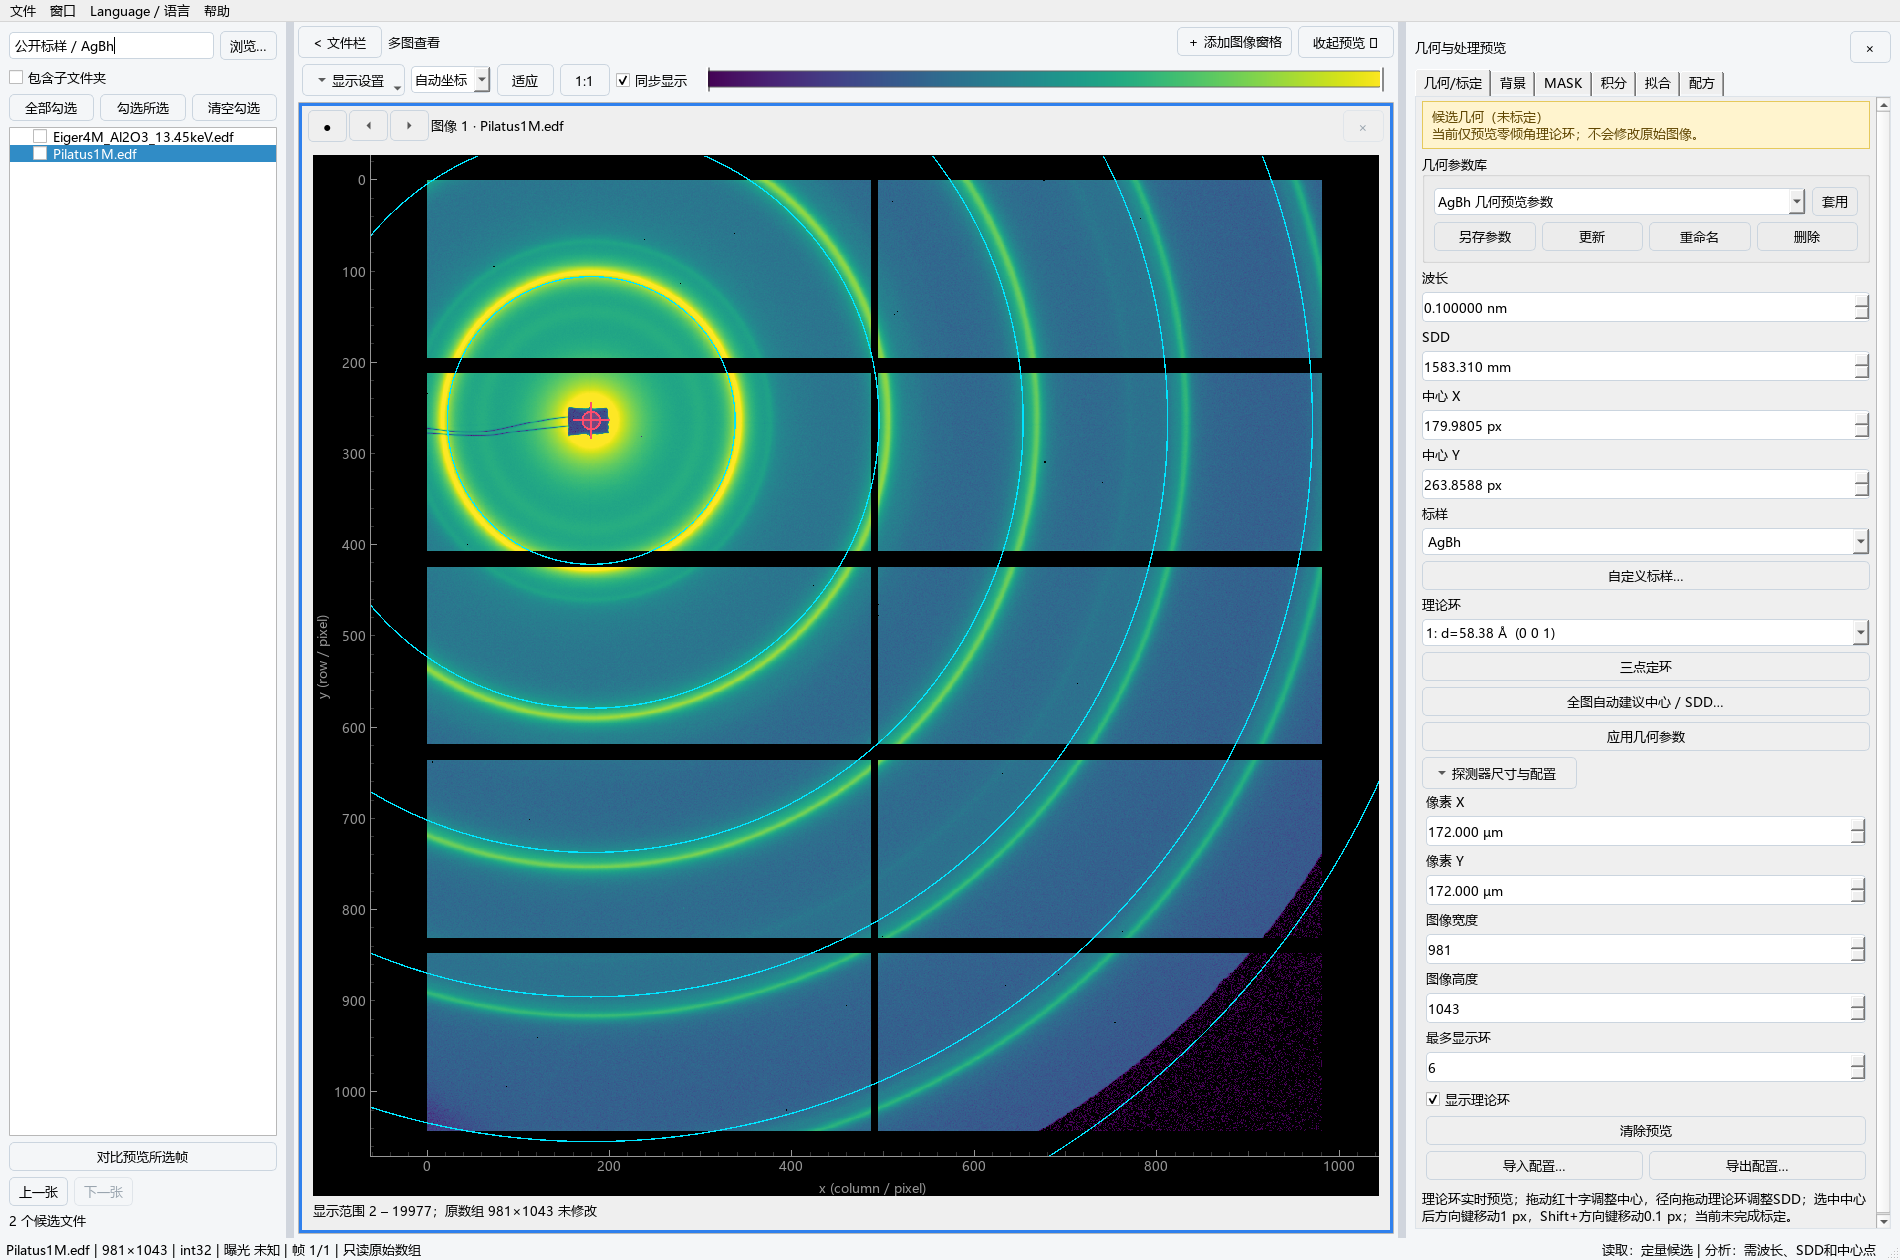 文件 窗口 Language / 语言 帮助
公开标样 / AgBh
浏览...
包含子文件夹
全部勾选
勾选所选
清空勾选
Eiger4M_Al2O3_13.45keV.edf
Pilatus1M.edf
对比预览所选帧
上一张
下一张
2 个候选文件
< 文件栏
多图查看
+ 添加图像窗格
收起预览
显示设置
自动坐标
适应
1:1
同步显示
图像 1 · Pilatus1M.edf
×
0
100
200
300
400
500
600
700
800
900
1000
y (row / pixel)
0
200
400
600
800
1000
x (column / pixel)
显示范围 2 – 19977；原数组 981×1043 未修改
几何与处理预览
×
几何/标定
背景
MASK
积分
拟合
配方
候选几何（未标定）
当前仅预览零倾角理论环；不会修改原始图像。
几何参数库
AgBh 几何预览参数
套用
另存参数
更新
重命名
删除
波长
0.100000 nm
SDD
1583.310 mm
中心 X
179.9805 px
中心 Y
263.8588 px
标样
AgBh
自定义标样...
理论环
1: d=58.38 Å (0 0 1)
三点定环
全图自动建议中心 / SDD...
应用几何参数
探测器尺寸与配置
像素 X
172.000 µm
像素 Y
172.000 µm
图像宽度
981
图像高度
1043
最多显示环
6
显示理论环
清除预览
导入配置...
导出配置...
理论环实时预览；拖动红十字调整中心，径向拖动理论环调整SDD；选中中心
后方向键移动1 px，Shift+方向键移动0.1 px；当前未完成标定。
Pilatus1M.edf | 981×1043 | int32 | 曝光 未知 | 帧 1/1 | 只读原始数组
读取：定量候选 | 分析：需波长、SDD和中心点